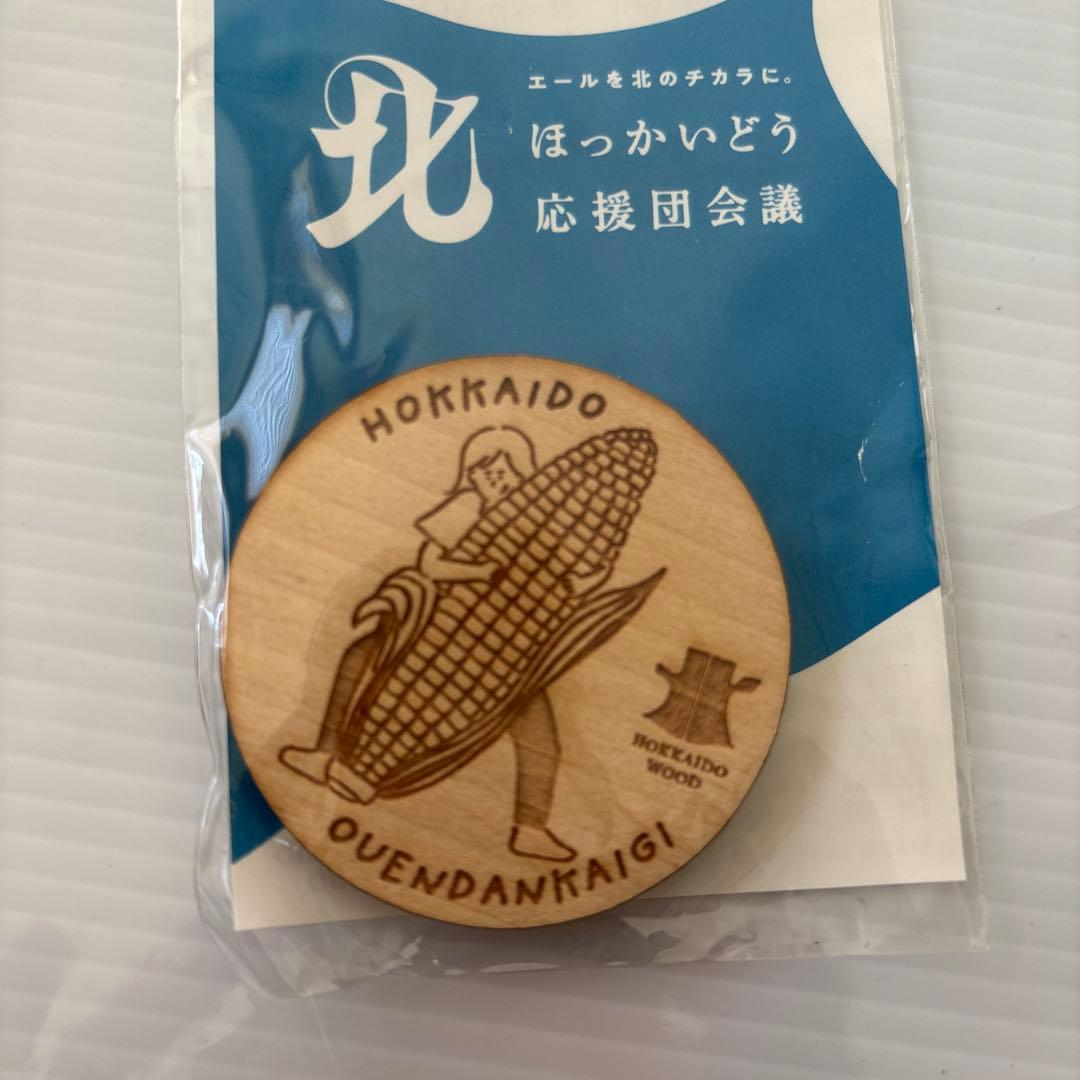 北
エールを北のチカラに。
ほっかいどう
応援団会議
HOKKAIDO
HOKKAIDO
WOOD
OUENDANKAIGI